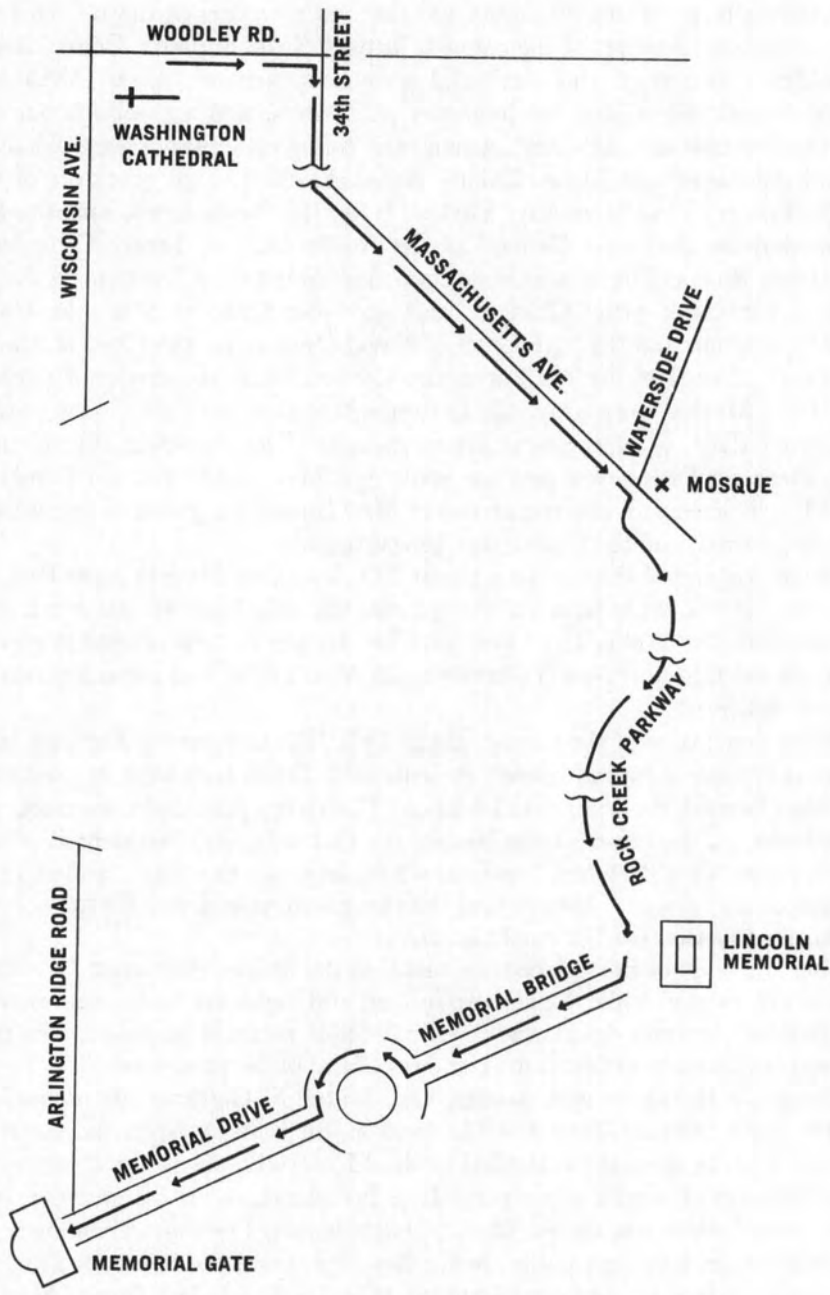 WOODLEY RD.
34th STREET
WASHINGTON
CATHEDRAL
WISCONSIN AVE.
MASSACHUSETTS AVE
WATERSIDE DRIVE
MOSQUE
ROCK CREEK PARKWAY
LINCOLN
MEMORIAL
MEMORIAL BRIDGE
ARLINGTON RIDGE ROAD
MEMORIAL DRIVE
MEMORIAL GATE